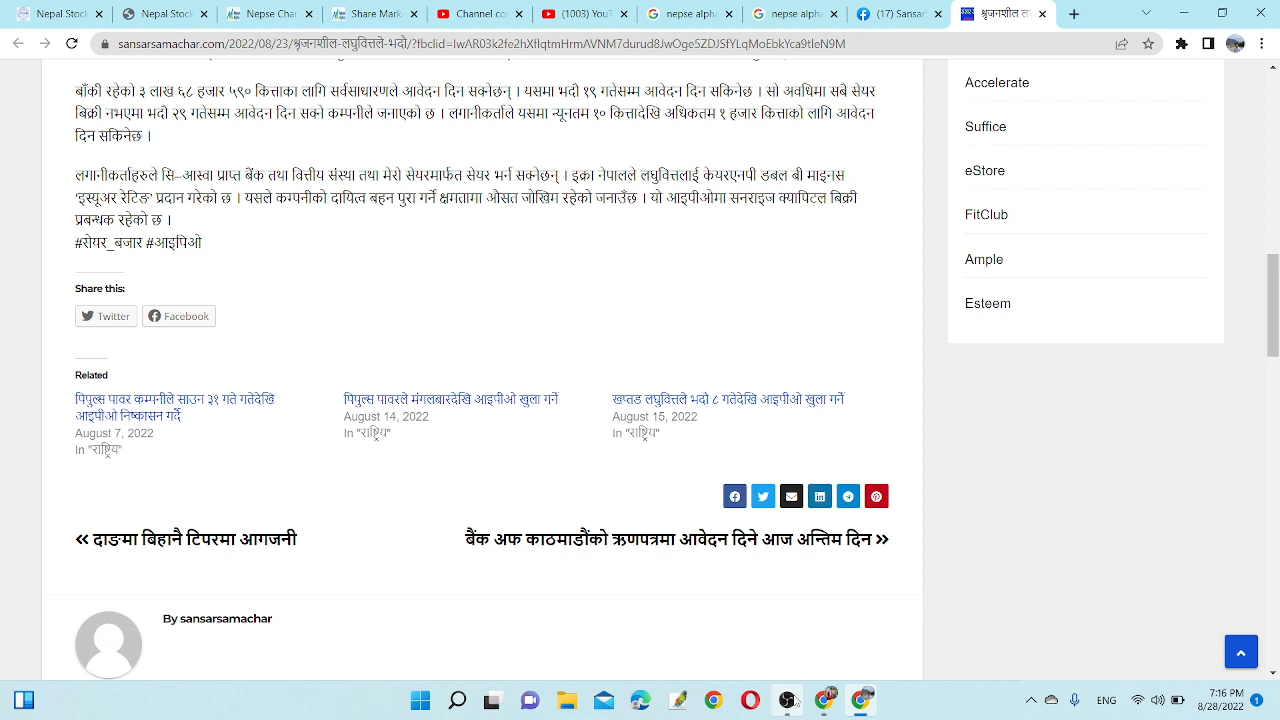 Nepal Stock
Nepal Stock
Nepse Char
Share Mark
Channel co
(1003) YouT
nepse alpha
nepse alpha
(17) Sansar
श्रृजनशील ल
sansarsamachar.com/2022/08/23/श्रृजनशील-लघुवित्तले-भदौ/?fbclid=
बाँकी रहेको ३ लाख ६८ हजार ५९० कित्ताका लागि सर्वसाधारणले आवेदन दिन सक्नेछन् । यसमा भदौ १९ गतेसम्म आवेदन दिन सकिनेछ । सो अवधिमा सबै सेयर
बिक्री नभएमा भदौ २९ गतेसम्म आवेदन दिन सक्ने कम्पनीले जनाएको छ । लगानीकर्ताले यसमा न्यूनतम १० कित्तादेखि अधिकतम १ हजार कित्ताको लागि आवेदन
दिन सकिनेछ ।
लगानीकर्ताहरुले सि–आस्वा प्राप्त बैंक तथा वित्तीय संस्था तथा मेरो सेयरमार्फत सेयर भर्न सक्नेछन् । इक्रा नेपालले लघुवित्तलाई केयरएनपी डबल बी माइनस
‘इस्यूअर रेटिङ’ प्रदान गरेको छ । यसले कम्पनीको दायित्व बहन पुरा गर्ने क्षमतामा औसत जोखिम रहेको जनाउँछ । यो आइपीओमा सनराइज क्यापिटल बिक्री
प्रबन्धक रहेको छ ।
#सेयर_बजार #आइपिओ
Share this:
Twitter
Facebook
Related
पिपुल्स पावर कम्पनीले साउन ३१ गते गतेदेखि
आइपीओ निष्कासन गर्दै
August 7, 2022
In "राष्ट्रिय"
पिपुल्स पावरले मंगलबारदेखि आइपीओ खुला गर्ने
August 14, 2022
In "राष्ट्रिय"
खप्तड लघुवित्तले भदौ ८ गतेदेखि आइपीओ खुला गर्ने
August 15, 2022
In "राष्ट्रिय"
« दाङमा बिहानै टिपरमा आगजनी
बैंक अफ काठमाडौंको ऋणपत्रमा आवेदन दिने आज अन्तिम दिन »
By sansarsamachar
Accelerate
Suffice
eStore
FitClub
Ample
Esteem
ENG
7:16 PM
8/28/2022
1